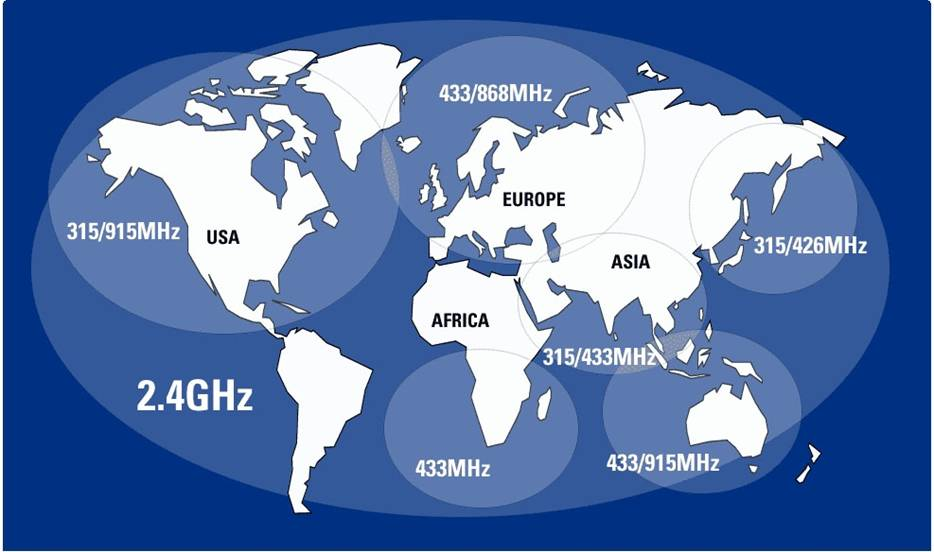 433/868MHz
EUROPE
315/915MHz
USA
315/426MHz
ASIA
AFRICA
315/433MHz
2.4GHz
433MHz
433/915MHz